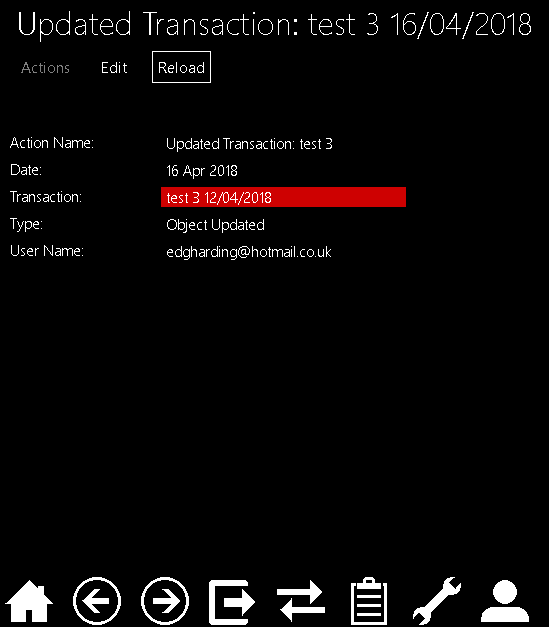 Updated Transaction: test 3 16/04/2018
Actions Edit Reload
Action Name: Updated Transaction: test 3
Date: 16 Apr 2018
Transaction: test 3 12/04/2018
Type: Object Updated
User Name: edgharding@hotmail.co.uk